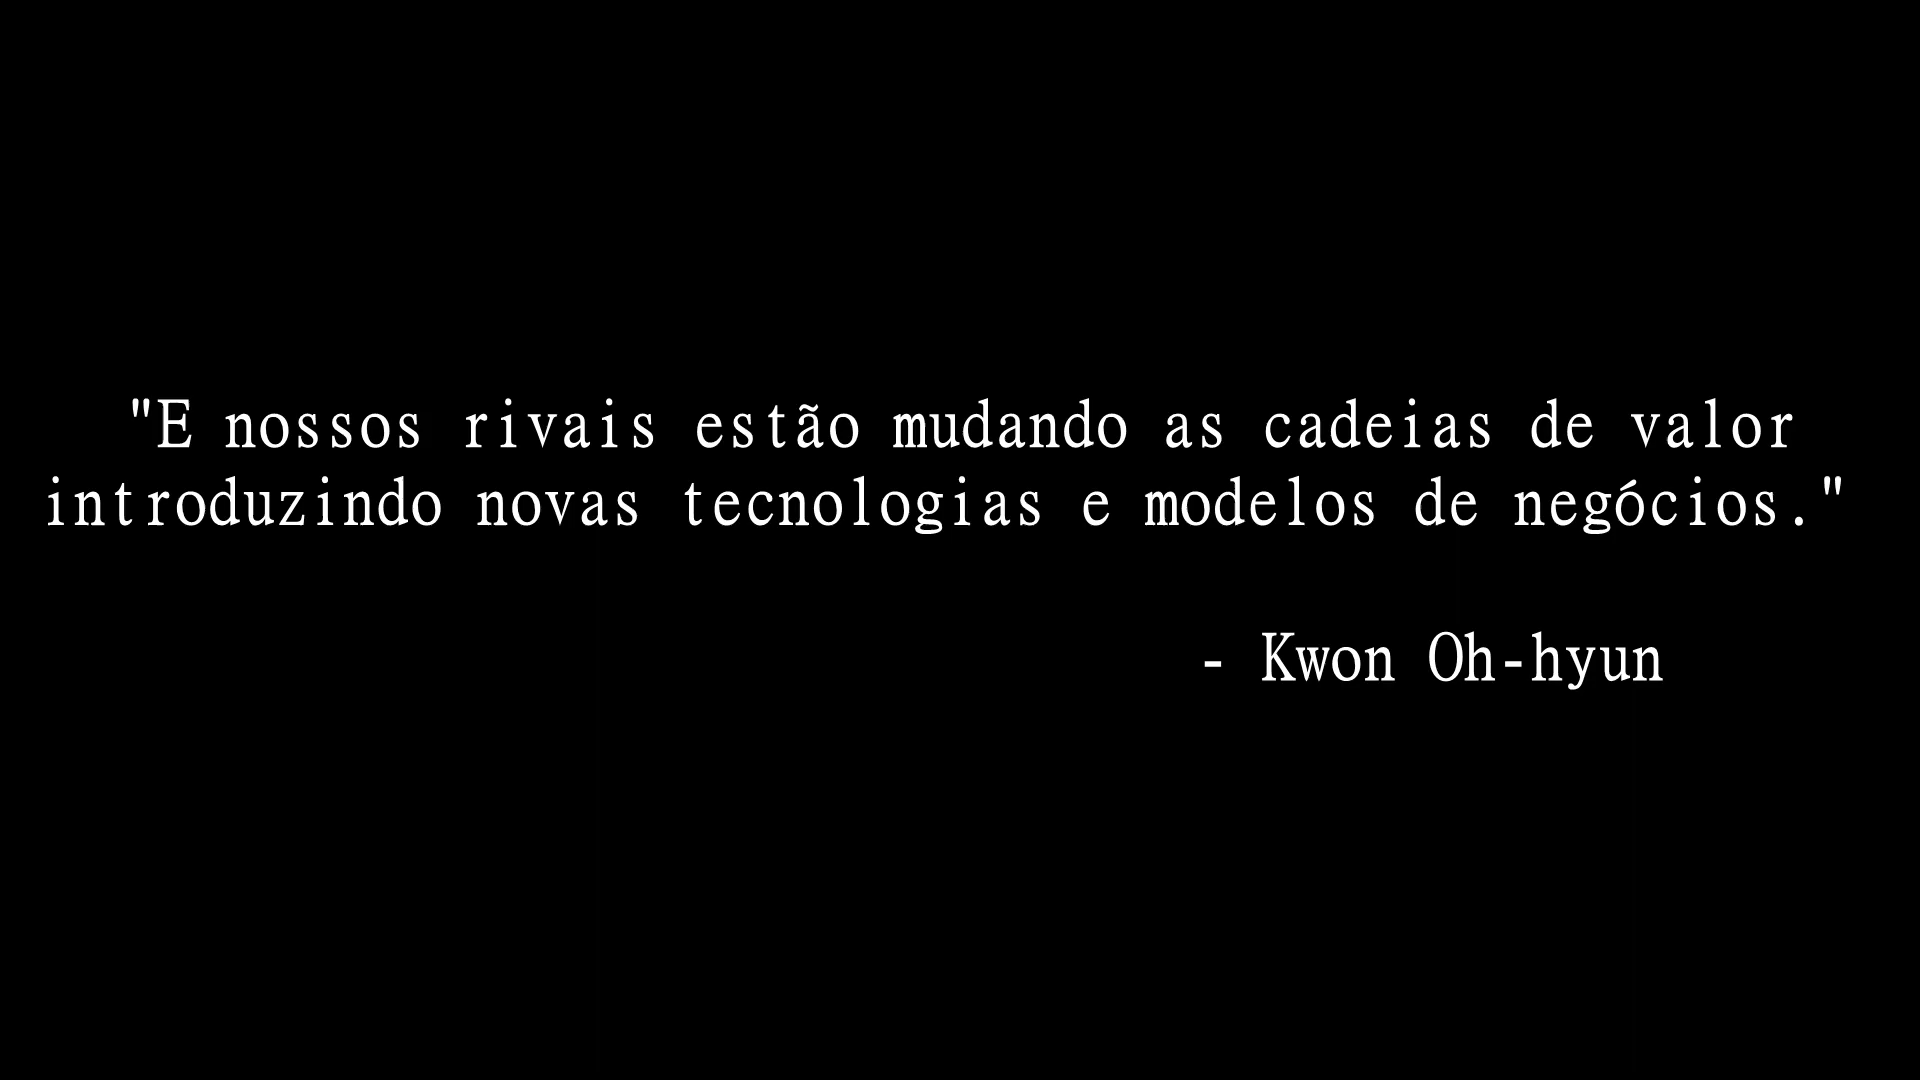 "E nossos rivais estão mudando as cadeias de valor
introduzindo novas tecnologias e modelos de negócios."
- Kwon Oh-hyun